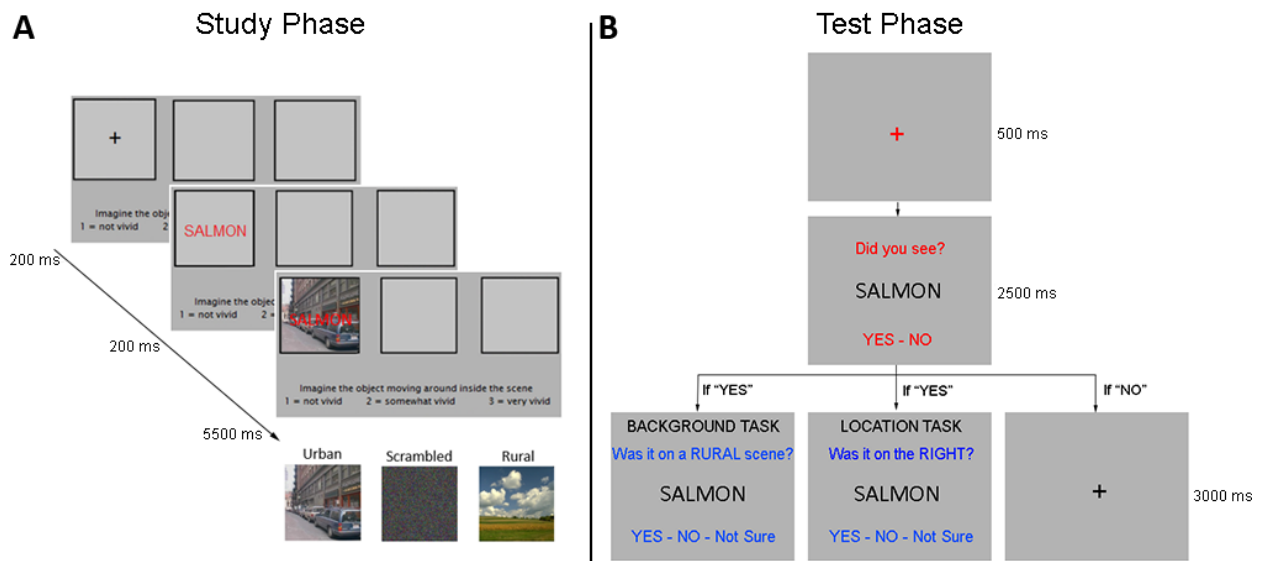 A
Study Phase
+
Imagine the obje
1 = not vivid 2
SALMON
Imagine the objec
1 = not vivid 2 =
SALMON
Imagine the object moving around inside the scene
1 = not vivid 2 = somewhat vivid 3 = very vivid
200 ms
200 ms
5500 ms
Urban Scrambled Rural
B
Test Phase
+
500 ms
Did you see?
SALMON
2500 ms
YES - NO
If "YES" If "YES" If "NO"
BACKGROUND TASK
Was it on a RURAL scene?
SALMON
YES - NO - Not Sure
LOCATION TASK
Was it on the RIGHT?
SALMON
YES - NO - Not Sure
+
3000 ms